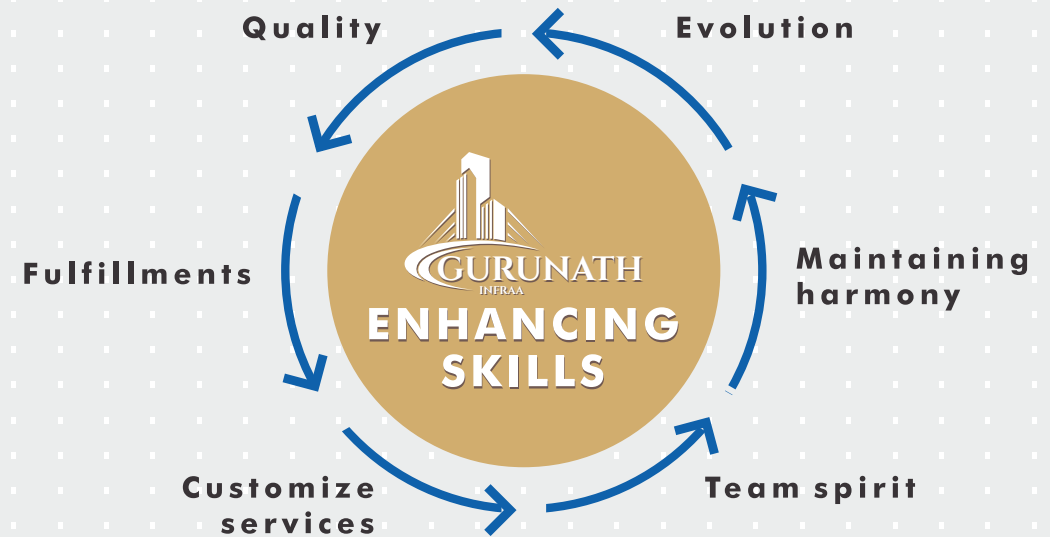 Quality
Evolution
Fulfillments
GURUNATH
INFRAA
ENHANCING
SKILLS
Maintaining
harmony
Customize
services
Team spirit